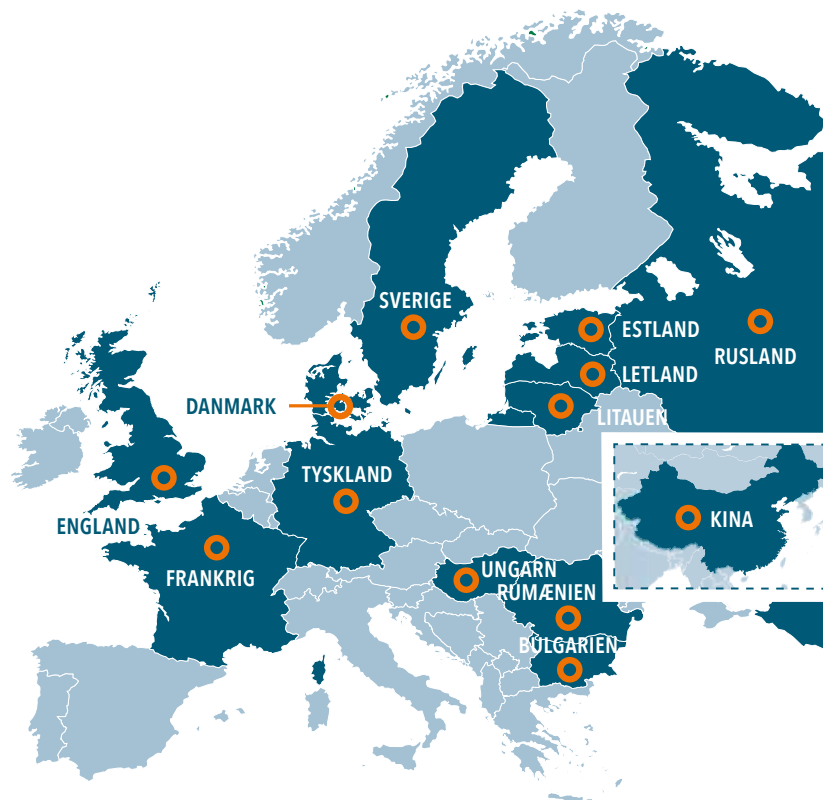 SVERIGE
ESTLAND
RUSLAND
LETLAND
DANMARK
LITAUEN
TYSKLAND
KINA
ENGLAND
UNGARN
FRANKRIG
RUMÆNIEN
BULGARIEN